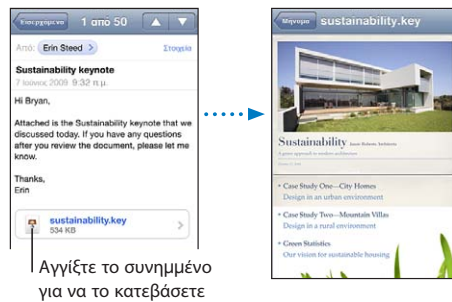 Εισερχόμενα
1 από 50
Από: Erin Steed >
Στοιχεία
Sustainability keynote
7 Ιούνιος 2009 9:32 π.μ.
Hi Bryan,
Attached is the Sustainability keynote that we
discussed today. If you have any questions
after you review the document, please let me
know.
Thanks,
Erin
sustainability.key
534 KB
Αγγίξτε το συνημμένο
για να το κατεβάσετε
Μήνυμα
sustainability.key
Sustainability
• Case Study One—City Homes
Design in an urban environment
• Case Study Two—Mountain Villas
Design in a rural environment
• Green Statistics
Our vision for sustainable housing